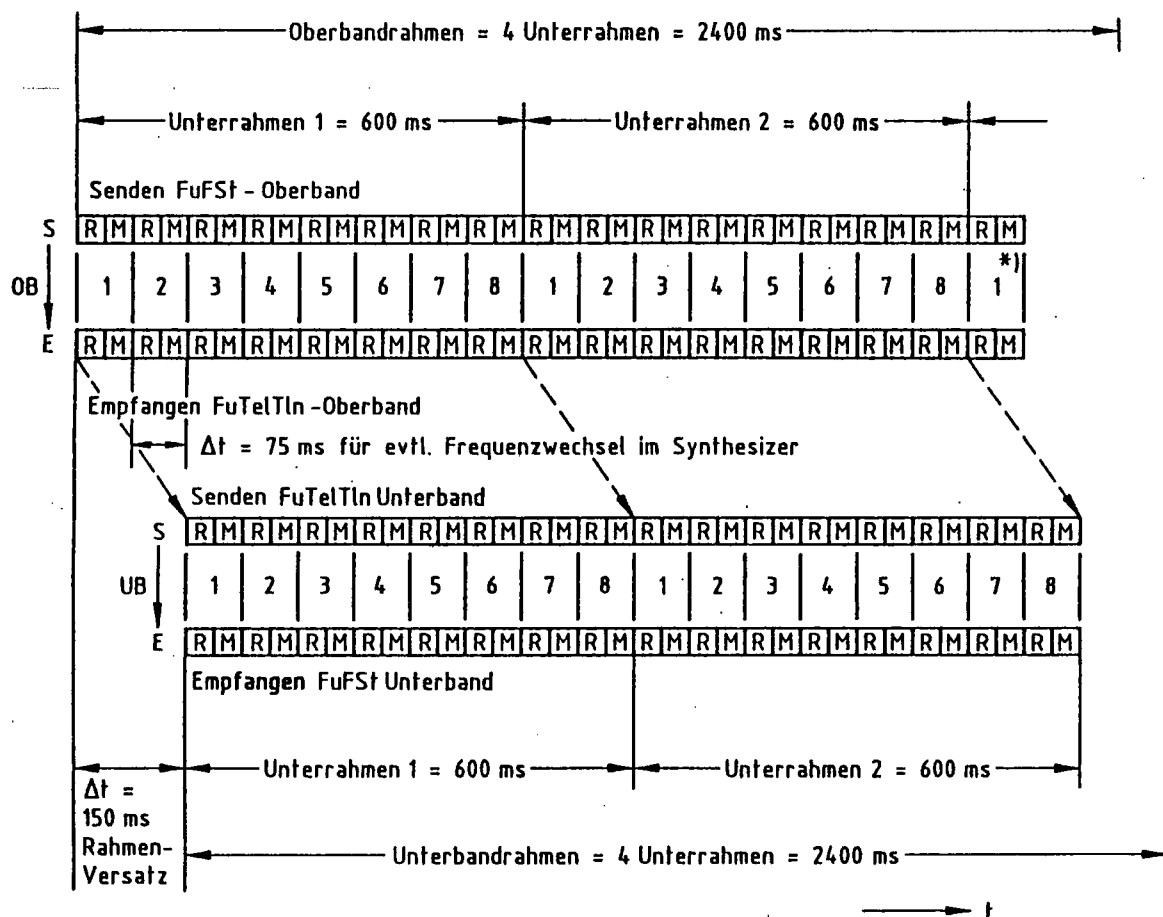 Oberbandrahmen = 4 Unterrahmen = 2400 ms
Unterrahmen 1 = 600 ms Unterrahmen 2 = 600 ms
Senden FuFSt - Oberband
S R M R M R M R M R M R M R M R M R M R M R M R M R M R M R M R M R M
*)
OB 1 2 3 4 5 6 7 8 1 2 3 4 5 6 7 8 1
E R M R M R M R M R M R M R M R M R M R M R M R M R M R M R M R M R M
Empfangen FuTelTln - Oberband
Δt = 75 ms für evtl. Frequenzwechsel im Synthesizer
Senden FuTelTln Unterband
S R M R M R M R M R M R M R M R M R M R M R M R M R M R M R M R M
UB 1 2 3 4 5 6 7 8 1 2 3 4 5 6 7 8
E R M R M R M R M R M R M R M R M R M R M R M R M R M R M R M R M
Empfangen FuFSt Unterband
Unterrahmen 1 = 600 ms Unterrahmen 2 = 600 ms
Δt =
150 ms
Rahmen-
Versatz
Unterbandrahmen = 4 Unterrahmen = 2400 ms
t